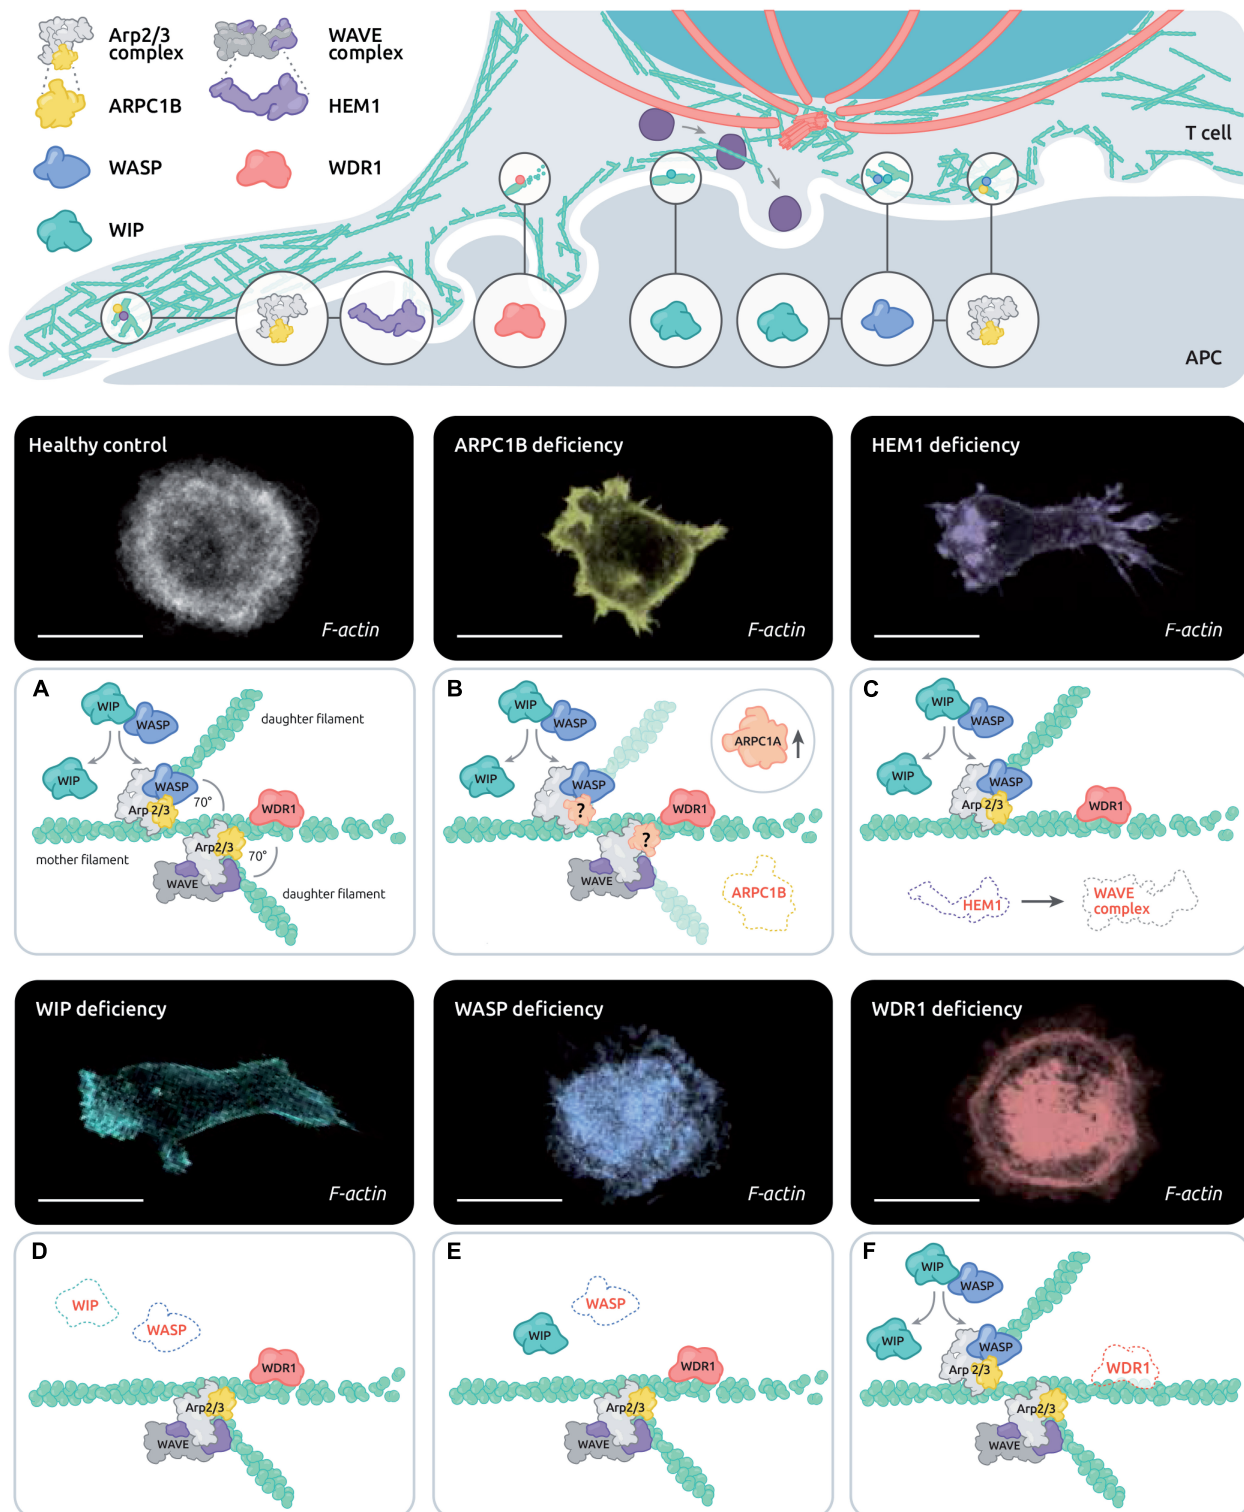 Arp2/3
complex
WAVE
complex
ARPC1B
HEM1
WASP
WDR1
WIP
T cell
APC
Healthy control
F-actin
ARPC1B deficiency
F-actin
HEM1 deficiency
F-actin
A
WIP
WASP
daughter filament
WIP
WASP
70°
Arp 2/3
WDR1
mother filament
Arp2/3
70°
WAVE
daughter filament
B
WIP
WASP
ARPC1A
WIP
WASP
?
WDR1
?
WAVE
ARPC1B
C
WIP
WASP
WIP
WASP
Arp 2/3
WDR1
HEM1
WAVE
complex
WIP deficiency
F-actin
WASP deficiency
F-actin
WDR1 deficiency
F-actin
D
WIP
WASP
WDR1
Arp2/3
WAVE
E
WASP
WIP
WDR1
Arp2/3
WAVE
F
WIP
WASP
WIP
WASP
Arp 2/3
WDR1
Arp2/3
WAVE